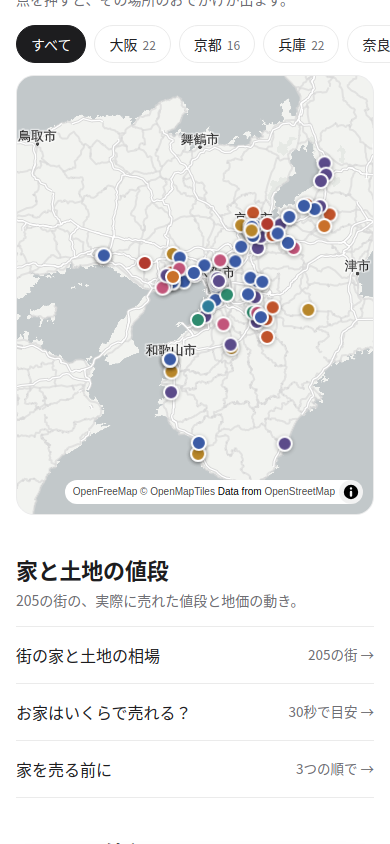 点を押すと、その場所のおでかけが出ます。
すべて 大阪 22 京都 16 兵庫 22 奈良
鳥取市
舞鶴市
津市
和歌山市
OpenFreeMap © OpenMapTiles Data from OpenStreetMap
家と土地の値段
205の街の、実際に売れた値段と地価の動き。
街の家と土地の相場 205の街 →
お家はいくらで売れる？ 30秒で目安 →
家を売る前に 3つの順で →